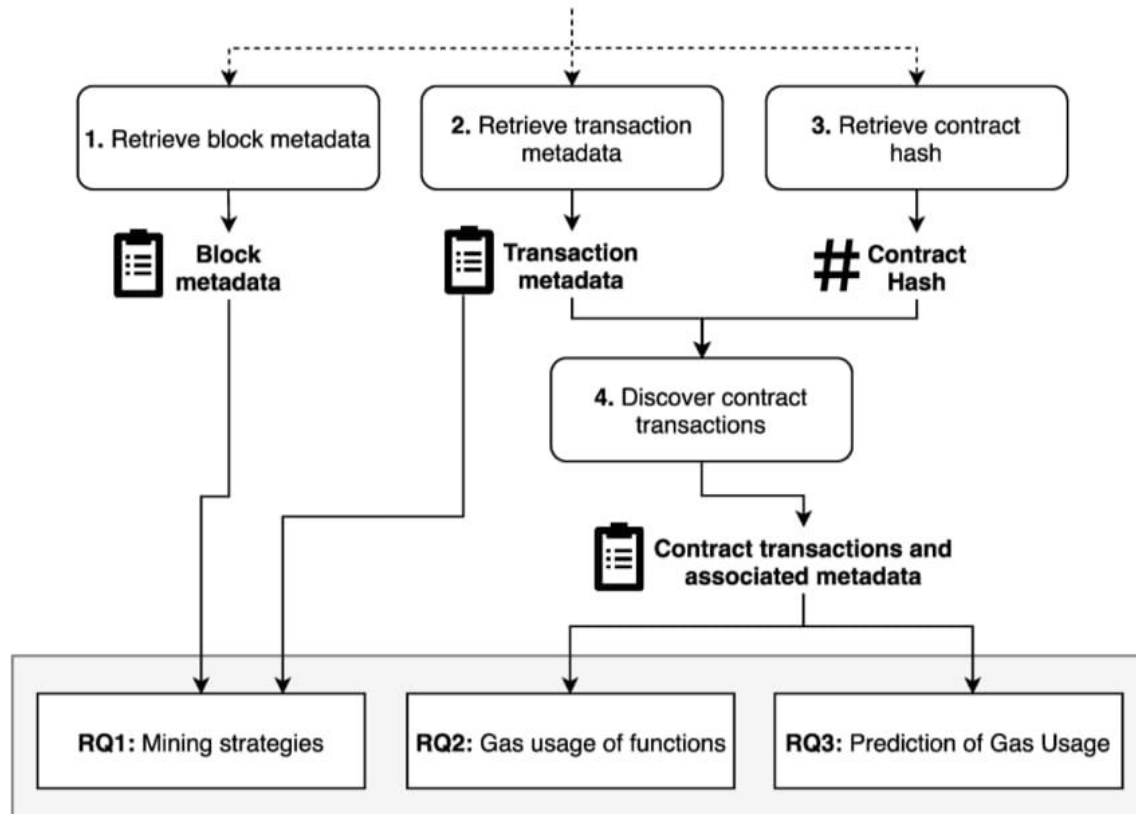 1. Retrieve block metadata
2. Retrieve transaction
metadata
3. Retrieve contract
hash
Block
metadata
Transaction
metadata
# Contract
Hash
4. Discover contract
transactions
Contract transactions and
associated metadata
RQ1: Mining strategies
RQ2: Gas usage of functions
RQ3: Prediction of Gas Usage